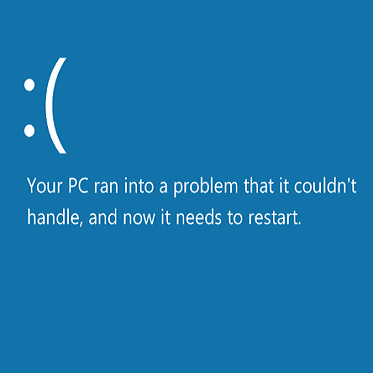 :(
Your PC ran into a problem that it couldn't
handle, and now it needs to restart.